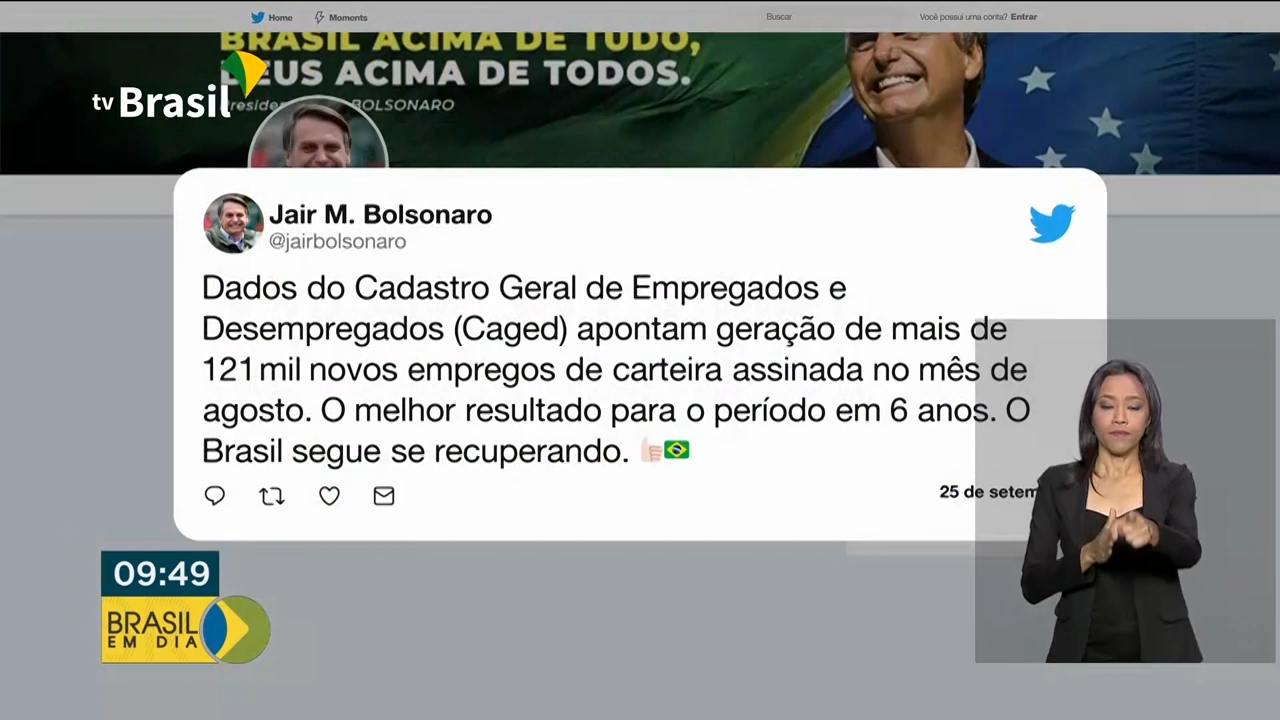 Home
Moments
Buscar
Você possui uma conta? Entrar
BRASIL ACIMA DE TUDO,
DEUS ACIMA DE TODOS.
BOLSONARO
tv Brasil
Jair M. Bolsonaro
@jairbolsonaro
Dados do Cadastro Geral de Empregados e
Desempregados (Caged) apontam geração de mais de
121 mil novos empregos de carteira assinada no mês de
agosto. O melhor resultado para o período em 6 anos. O
Brasil segue se recuperando. 👍🏻🇧🇷
25 de setem
09:49
BRASIL
EM DIA